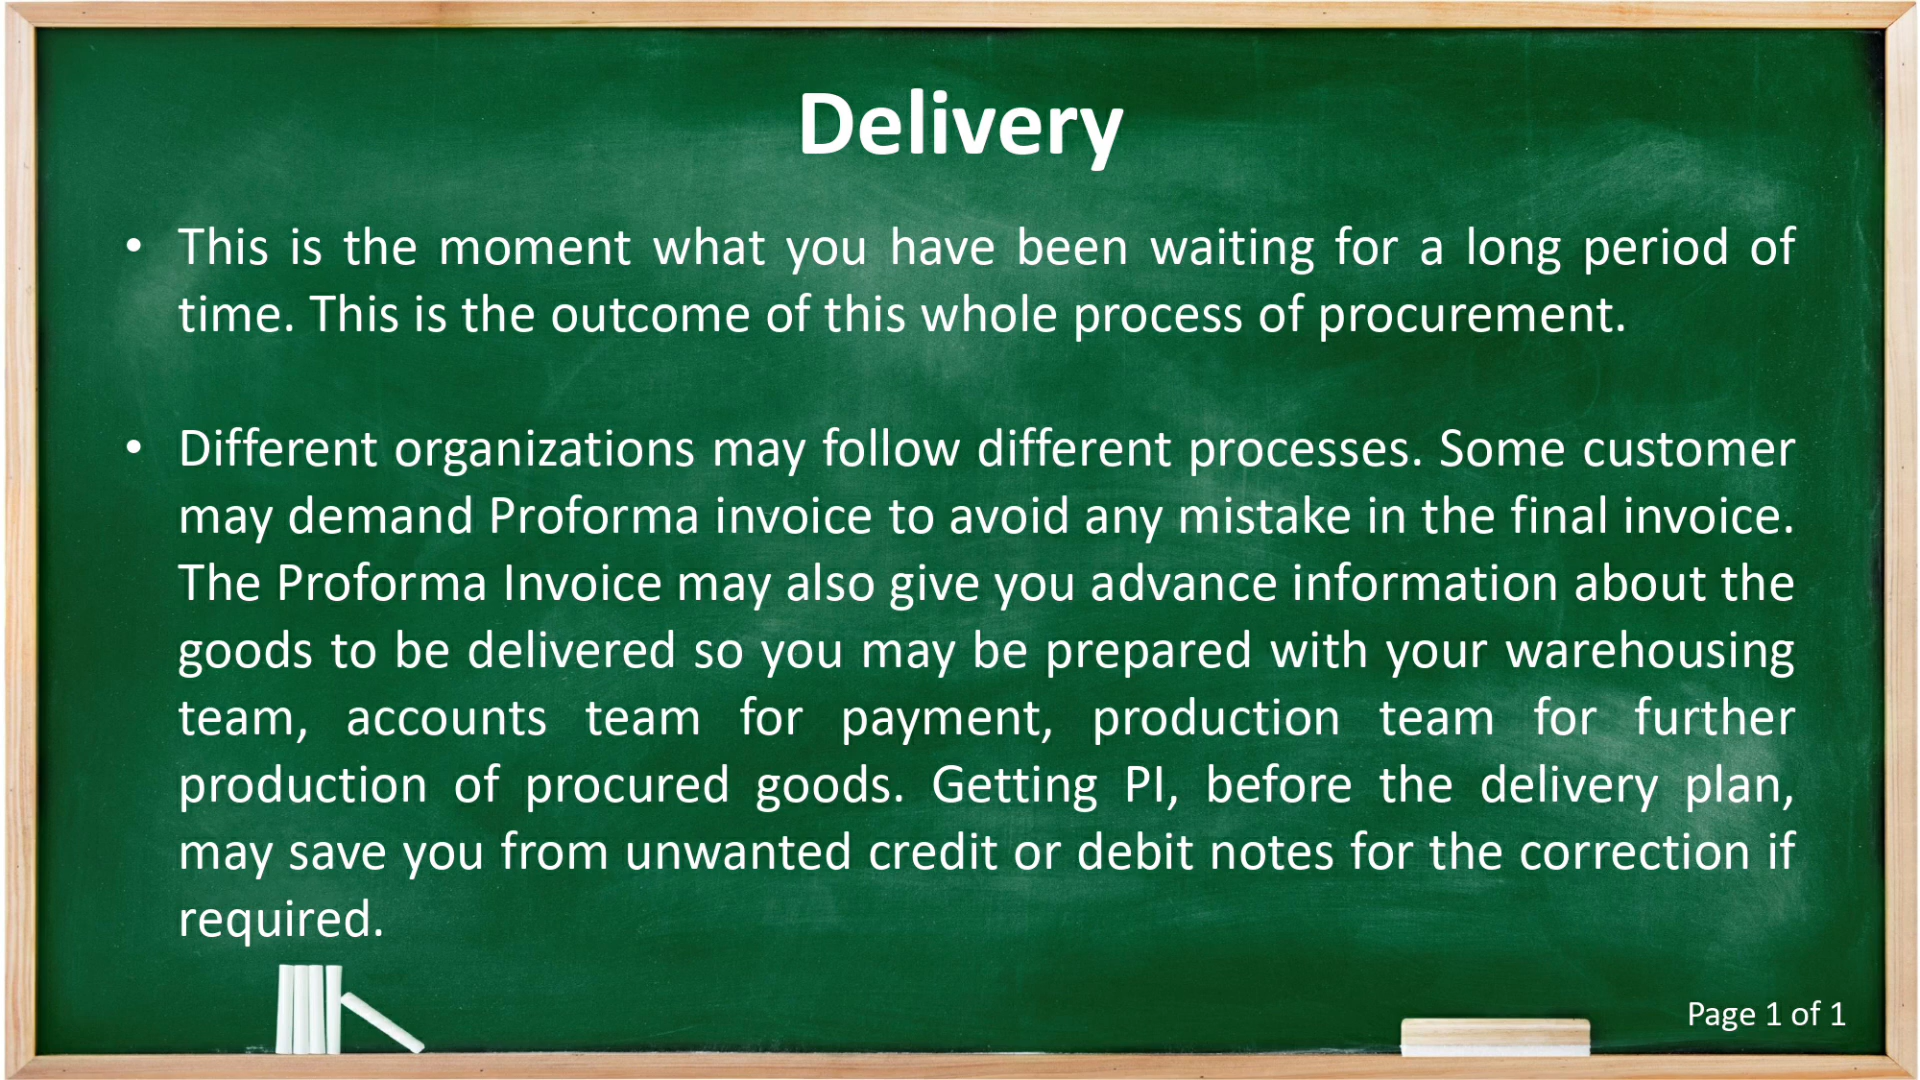 Delivery
• This is the moment what you have been waiting for a long period of
time. This is the outcome of this whole process of procurement.
• Different organizations may follow different processes. Some customer
may demand Proforma invoice to avoid any mistake in the final invoice.
The Proforma Invoice may also give you advance information about the
goods to be delivered so you may be prepared with your warehousing
team, accounts team for payment, production team for further
production of procured goods. Getting PI, before the delivery plan,
may save you from unwanted credit or debit notes for the correction if
required.
Page 1 of 1